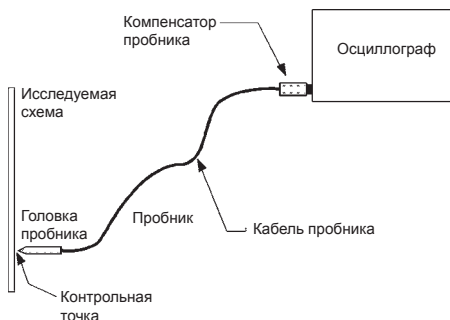 Компенсатор
пробника
Осциллограф
Исследуемая
схема
Головка
пробника
Пробник
Кабель пробника
Контрольная
точка